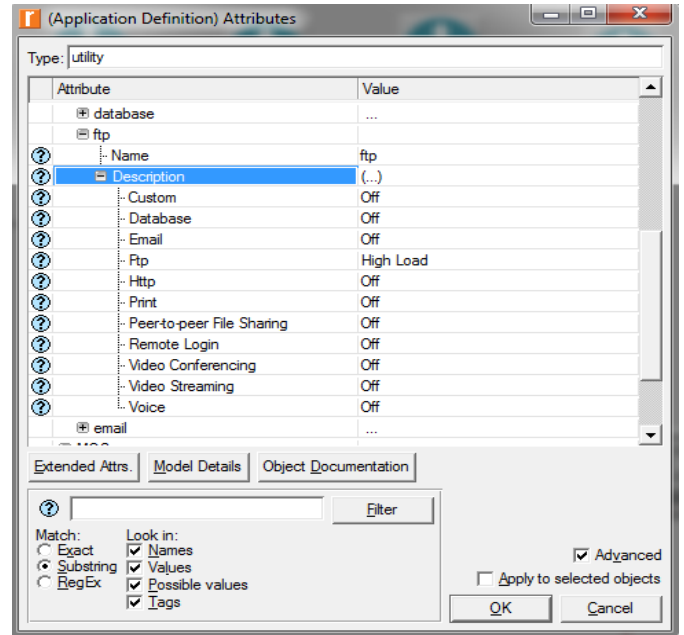 (Application Definition) Attributes
Type: utility
Attribute Value
database ...
ftp
Name ftp
Description (...)
Custom Off
Database Off
Email Off
Ftp High Load
Http Off
Print Off
Peer-to-peer File Sharing Off
Remote Login Off
Video Conferencing Off
Video Streaming Off
Voice Off
email ...
Extended Attrs. Model Details Object Documentation
Filter
Match: Look in:
Exact Names
Substring Values
RegEx Possible values
Tags
Advanced
Apply to selected objects
OK Cancel